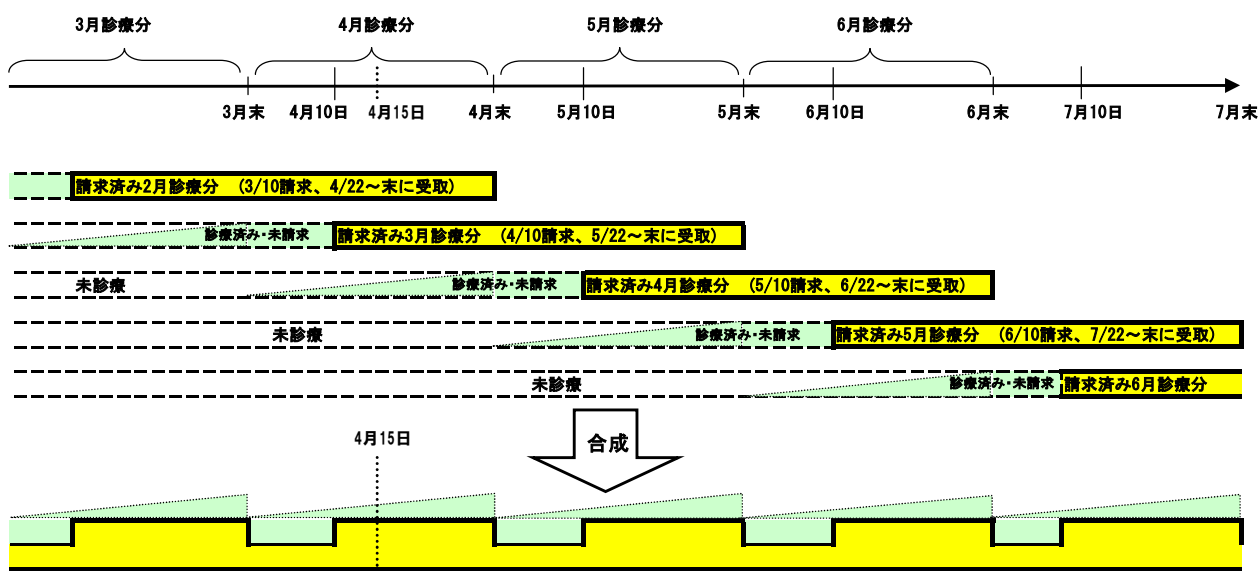 3月診療分 4月診療分 5月診療分 6月診療分
3月末 4月10日 4月15日 4月末 5月10日 5月末 6月10日 6月末 7月10日 7月末
請求済み2月診療分 (3/10請求、4/22～末に受取)
診療済み・未請求 請求済み3月診療分 (4/10請求、5/22～末に受取)
未診療 診療済み・未請求 請求済み4月診療分 (5/10請求、6/22～末に受取)
未診療 診療済み・未請求 請求済み5月診療分 (6/10請求、7/22～末に受取)
未診療 診療済み・未請求 請求済み6月診療分
4月15日 合成